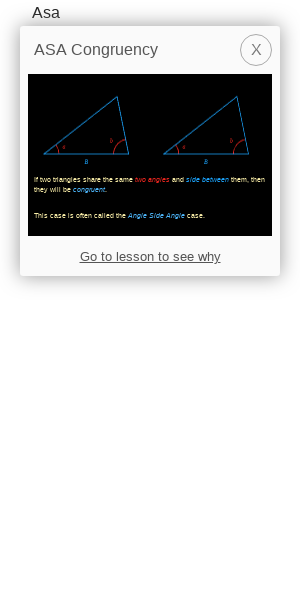 Asa
ASA Congruency
X
a b a b
B B
If two triangles share the same two angles and side between them, then
they will be congruent.
This case is often called the Angle Side Angle case.
Go to lesson to see why